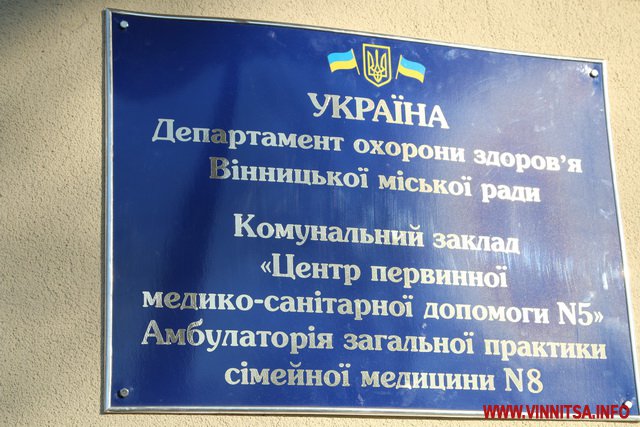 УКРАЇНА
Департамент охорони здоров'я
Вінницької міської ради
Комунальний заклад
«Центр первинної
медико-санітарної допомоги N5»
Амбулаторія загальної практики
сімейної медицини N8
WWW.VINNITSA.INFO